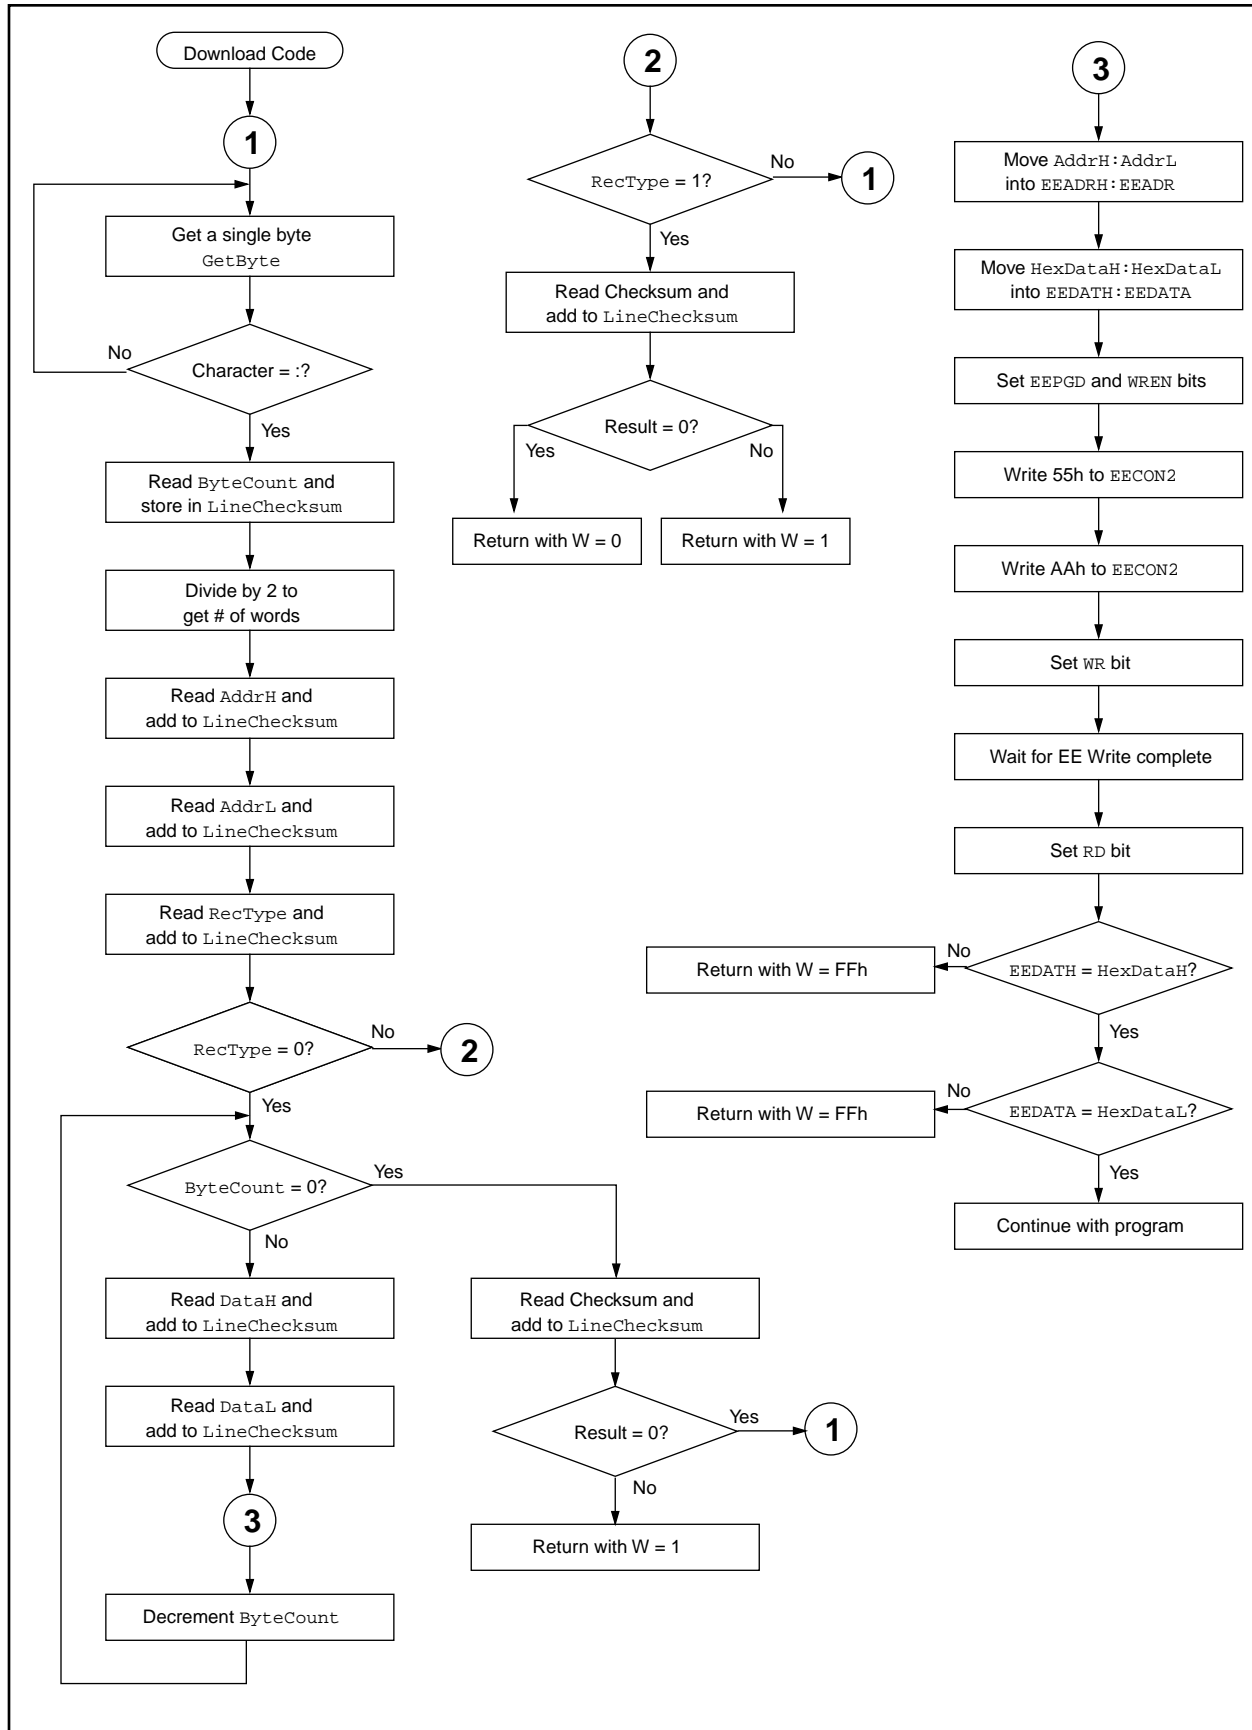 Download Code
1
Get a single byte
GetByte
No
Character = :?
Yes
Read ByteCount and
store in LineChecksum
Divide by 2 to
get # of words
Read AddrH and
add to LineChecksum
Read AddrL and
add to LineChecksum
Read RecType and
add to LineChecksum
RecType = 0?
No
2
Yes
ByteCount = 0?
Yes
No
Read DataH and
add to LineChecksum
Read DataL and
add to LineChecksum
3
Decrement ByteCount
Read Checksum and
add to LineChecksum
Result = 0?
Yes
1
No
Return with W = 1
2
RecType = 1?
No
1
Yes
Read Checksum and
add to LineChecksum
Result = 0?
Yes
No
Return with W = 0
Return with W = 1
3
Move AddrH:AddrL
into EEADRH:EEADR
Move HexDataH:HexDataL
into EEDATH:EEDATA
Set EEPGD and WREN bits
Write 55h to EECON2
Write AAh to EECON2
Set WR bit
Wait for EE Write complete
Set RD bit
EEDATH = HexDataH?
No
Return with W = FFh
Yes
EEDATA = HexDataL?
No
Return with W = FFh
Yes
Continue with program